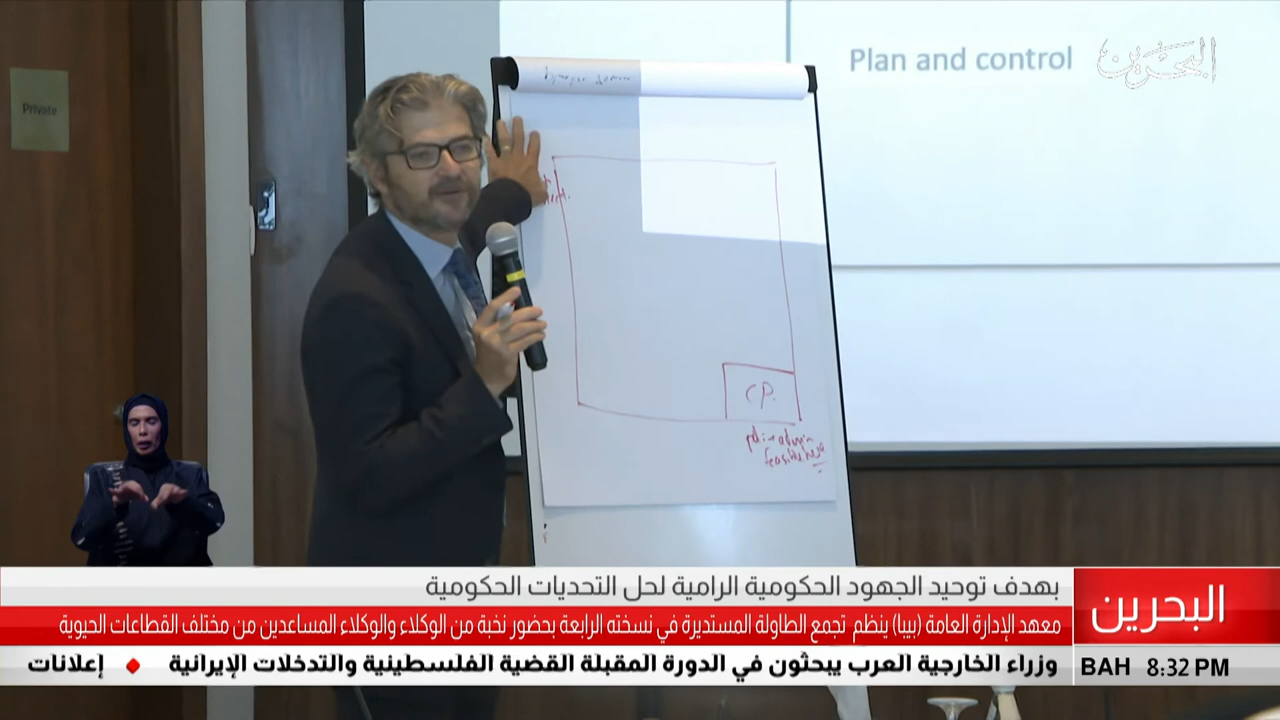 Private
Plan and control
البحرين
CP.
بهدف توحيد الجهود الحكومية الرامية لحل التحديات الحكومية
البحرين
معهد الإدارة العامة (بيبا) ينظم تجمع الطاولة المستديرة في نسخته الرابعة بحضور نخبة من الوكلاء والوكلاء المساعدين من مختلف القطاعات الحيوية
وزراء الخارجية العرب يبحثون في الدورة المقبلة القضية الفلسطينية والتدخلات الإيرانية ♦ إعلانات
BAH 8:32 PM